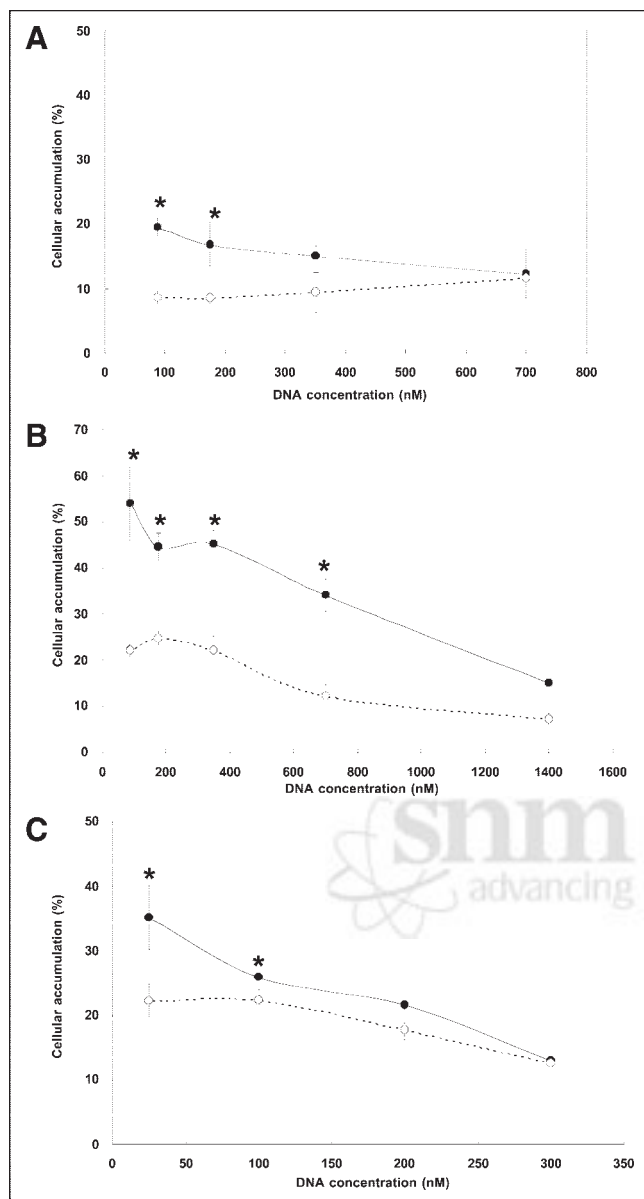 A
50
40
30
20
10
0
Cellular accumulation (%)
* *
0 100 200 300 400 500 600 700 800
DNA concentration (nM)
B
70
60
50
40
30
20
10
0
Cellular accumulation (%)
* * * *
0 200 400 600 800 1000 1200 1400 1600
DNA concentration (nM)
snm
advancing
C
50
40
30
20
10
0
Cellular accumulation (%)
* *
0 50 100 150 200 250 300 350
DNA concentration (nM)